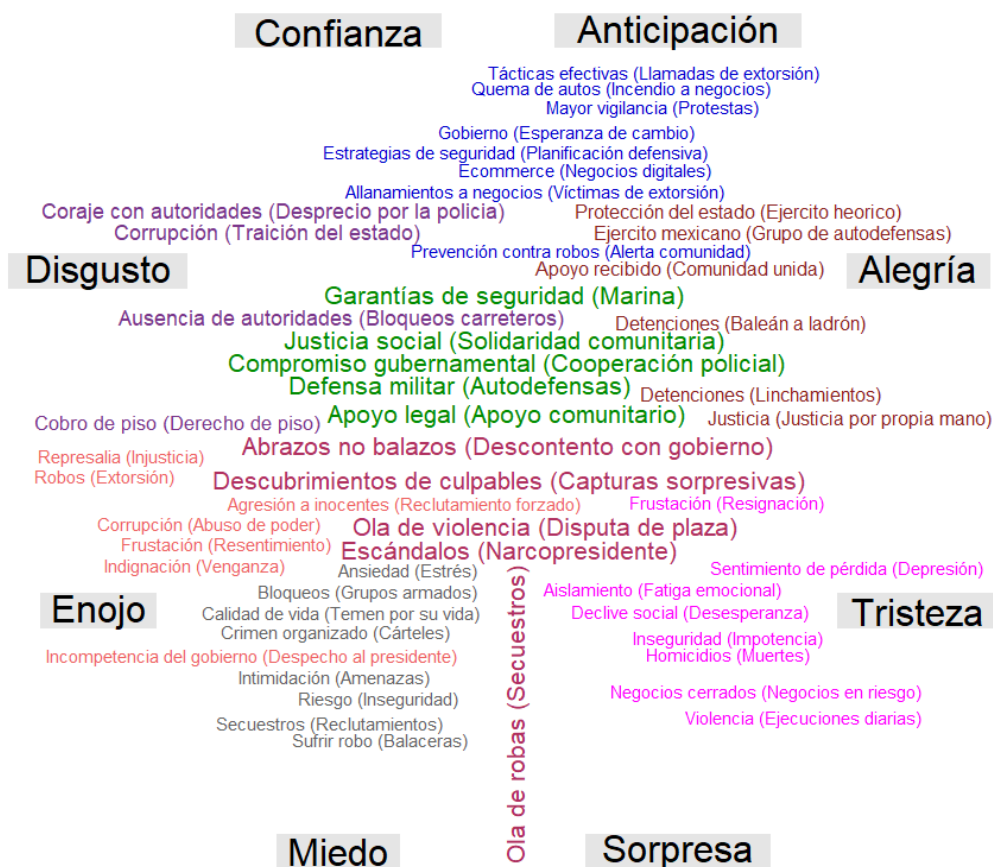 Confianza
Anticipación
Tácticas efectivas (Llamadas de extorsión)
Quema de autos (Incendio a negocios)
Mayor vigilancia (Protestas)
Gobierno (Esperanza de cambio)
Estrategias de seguridad (Planificación defensiva)
Ecommerce (Negocios digitales)
Allanamientos a negocios (Víctimas de extorsión)
Coraje con autoridades (Desprecio por la policia)
Protección del estado (Ejercito heorico)
Corrupción (Traición del estado)
Ejercito mexicano (Grupo de autodefensas)
Prevención contra robos (Alerta comunidad)
Disgusto
Apoyo recibido (Comunidad unida)
Alegría
Garantías de seguridad (Marina)
Ausencia de autoridades (Bloqueos carreteros)
Detenciones (Baleán a ladrón)
Justicia social (Solidaridad comunitaria)
Compromiso gubernamental (Cooperación policial)
Defensa militar (Autodefensas)
Detenciones (Linchamientos)
Cobro de piso (Derecho de piso)
Apoyo legal (Apoyo comunitario)
Justicia (Justicia por propia mano)
Abrazos no balazos (Descontento con gobierno)
Represalia (Injusticia)
Robos (Extorsión)
Descubrimientos de culpables (Capturas sorpresivas)
Agresión a inocentes (Reclutamiento forzado)
Frustación (Resignación)
Corrupción (Abuso de poder)
Ola de violencia (Disputa de plaza)
Frustación (Resentimiento)
Escándalos (Narcopresidente)
Indignación (Venganza)
Ansiedad (Estrés)
Sentimiento de pérdida (Depresión)
Bloqueos (Grupos armados)
Aislamiento (Fatiga emocional)
Enojo
Calidad de vida (Temen por su vida)
Declive social (Desesperanza)
Tristeza
Crimen organizado (Cárteles)
Inseguridad (Impotencia)
Incompetencia del gobierno (Despecho al presidente)
Homicidios (Muertes)
Intimidación (Amenazas)
Riesgo (Inseguridad)
Negocios cerrados (Negocios en riesgo)
Secuestros (Reclutamientos)
Violencia (Ejecuciones diarias)
Sufrir robo (Balaceras)
Ola de robas (Secuestros)
Miedo
Sorpresa